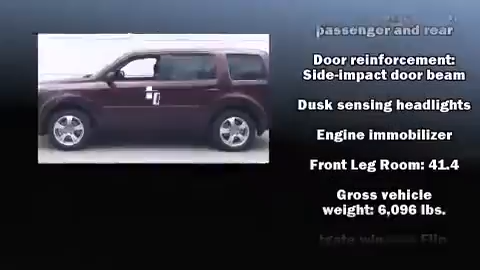 passenger and rear
Door reinforcement:
Side-impact door beam
Dusk sensing headlights
Engine immobilizer
Front Leg Room: 41.4
Gross vehicle
weight: 6,096 lbs.